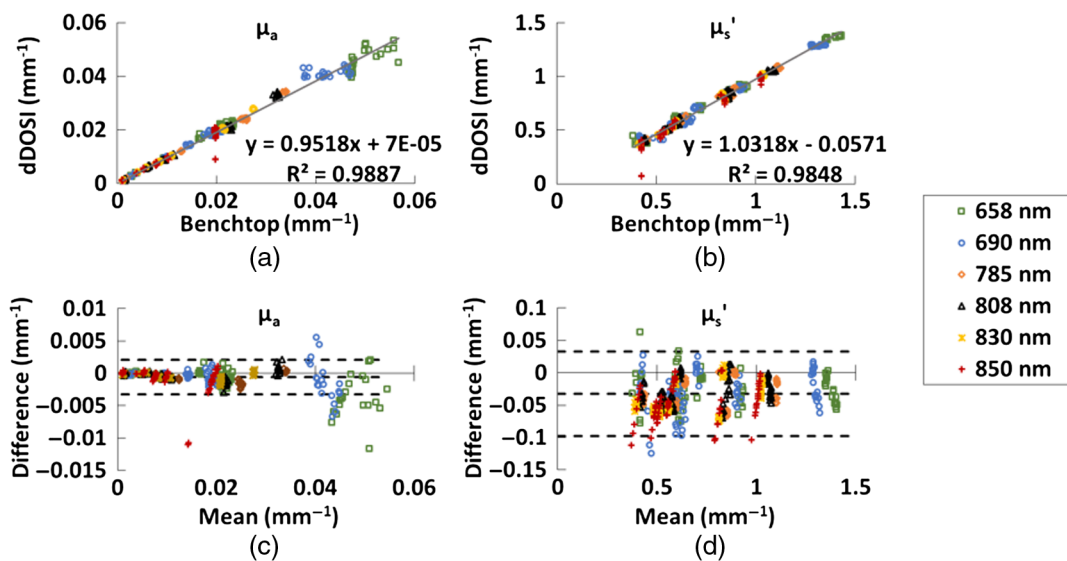 μa
0.06
0.04
0.02
0
dDOSI (mm⁻¹)
y = 0.9518x + 7E-05
R² = 0.9887
0 0.02 0.04 0.06
Benchtop (mm⁻¹)
(a)
μs'
1.5
1
0.5
0
dDOSI (mm⁻¹)
y = 1.0318x - 0.0571
R² = 0.9848
0 0.5 1 1.5
Benchtop (mm⁻¹)
(b)
658 nm
690 nm
785 nm
808 nm
830 nm
850 nm
μa
0.01
0.005
0
−0.005
−0.01
−0.015
Difference (mm⁻¹)
0 0.02 0.04 0.06
Mean (mm⁻¹)
(c)
μs'
0.1
0.05
0
−0.05
−0.1
−0.15
Difference (mm⁻¹)
0 0.5 1 1.5
Mean (mm⁻¹)
(d)